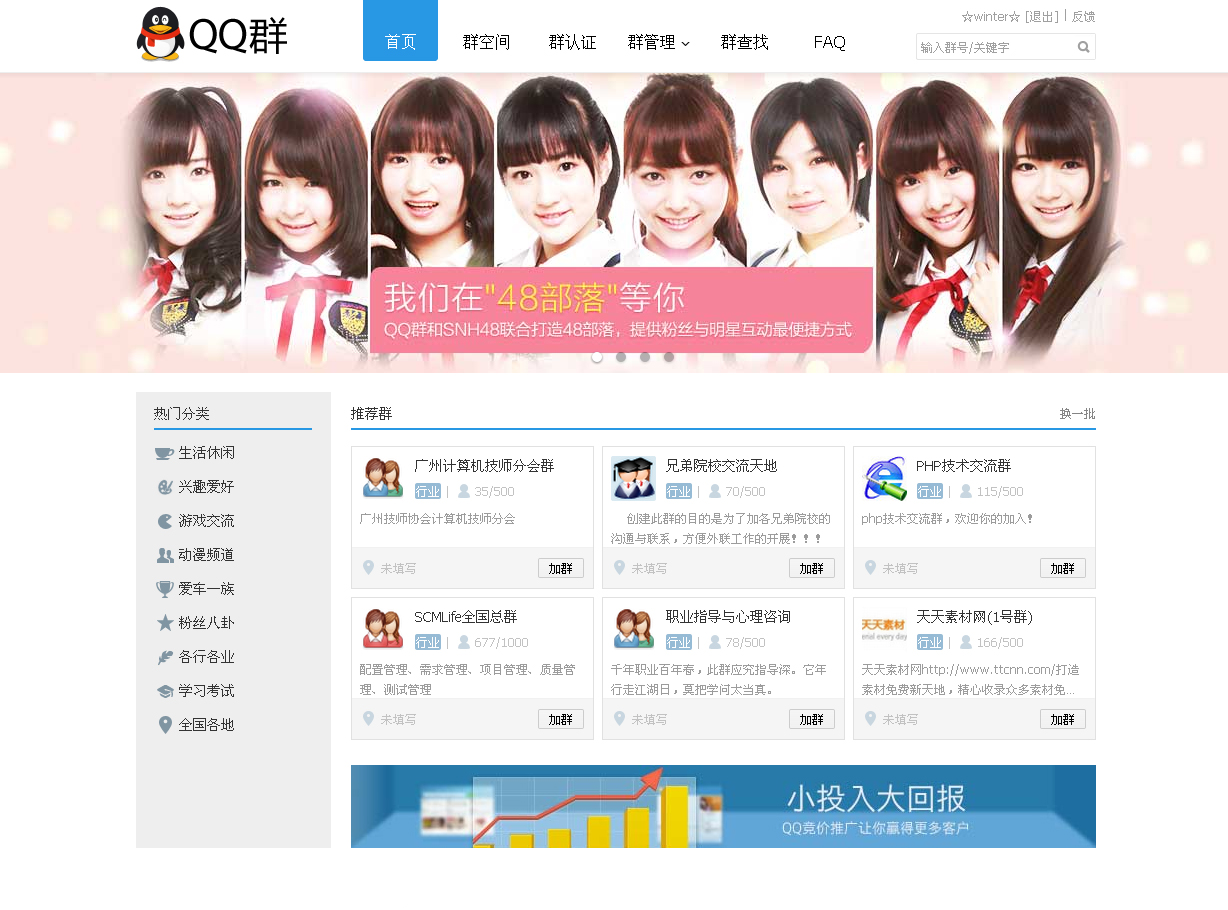 QQ群
首页
群空间
群认证
群管理
群查找
FAQ
☆winter☆ [退出] | 反馈
输入群号/关键字
我们在"48部落"等你
QQ群和SNH48联合打造48部落，提供粉丝与明星互动最便捷方式
热门分类
生活休闲
兴趣爱好
游戏交流
动漫频道
爱车一族
粉丝八卦
各行各业
学习考试
全国各地
推荐群
换一批
广州计算机技师分会群
行业 | 35/500
广州技师协会计算机技师分会
未填写
加群
兄弟院校交流天地
行业 | 70/500
创建此群的目的是为了加各兄弟院校的
沟通与联系，方便外联工作的开展！！！
未填写
加群
PHP技术交流群
行业 | 115/500
php技术交流群，欢迎你的加入！
未填写
加群
SCMLife全国总群
行业 | 677/1000
配置管理、需求管理、项目管理、质量管
理、测试管理
未填写
加群
职业指导与心理咨询
行业 | 78/500
千年职业百年春，此群应究指导深。它年
行走江湖日，莫把学问太当真。
未填写
加群
天天素材
erial every day
天天素材网(1号群)
行业 | 166/500
天天素材网http://www.ttcnn.com/打造
素材免费新天地，精心收录众多素材免...
未填写
加群
小投入大回报
QQ竞价推广让你赢得更多客户